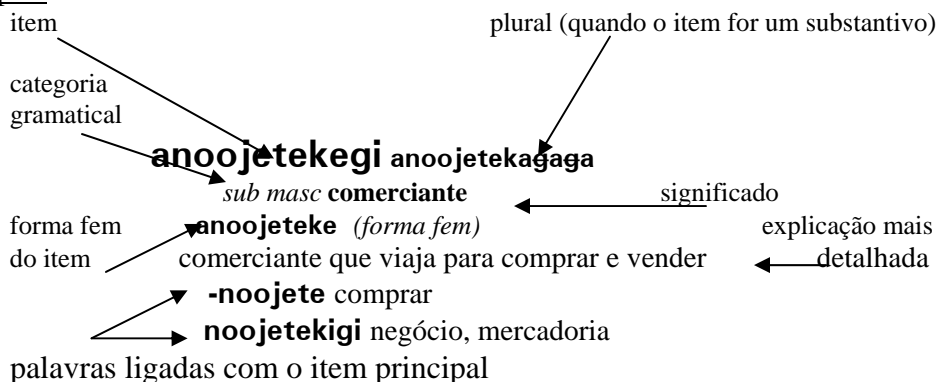 item plural (quando o item for um substantivo)
categoria
gramatical
anoojetekegi anoojetekaǥaǥa
sub masc comerciante significado
forma fem anoojeteke (forma fem) explicação mais
do item comerciante que viaja para comprar e vender detalhada
-noojete comprar
noojetekigi negócio, mercadoria
palavras ligadas com o item principal